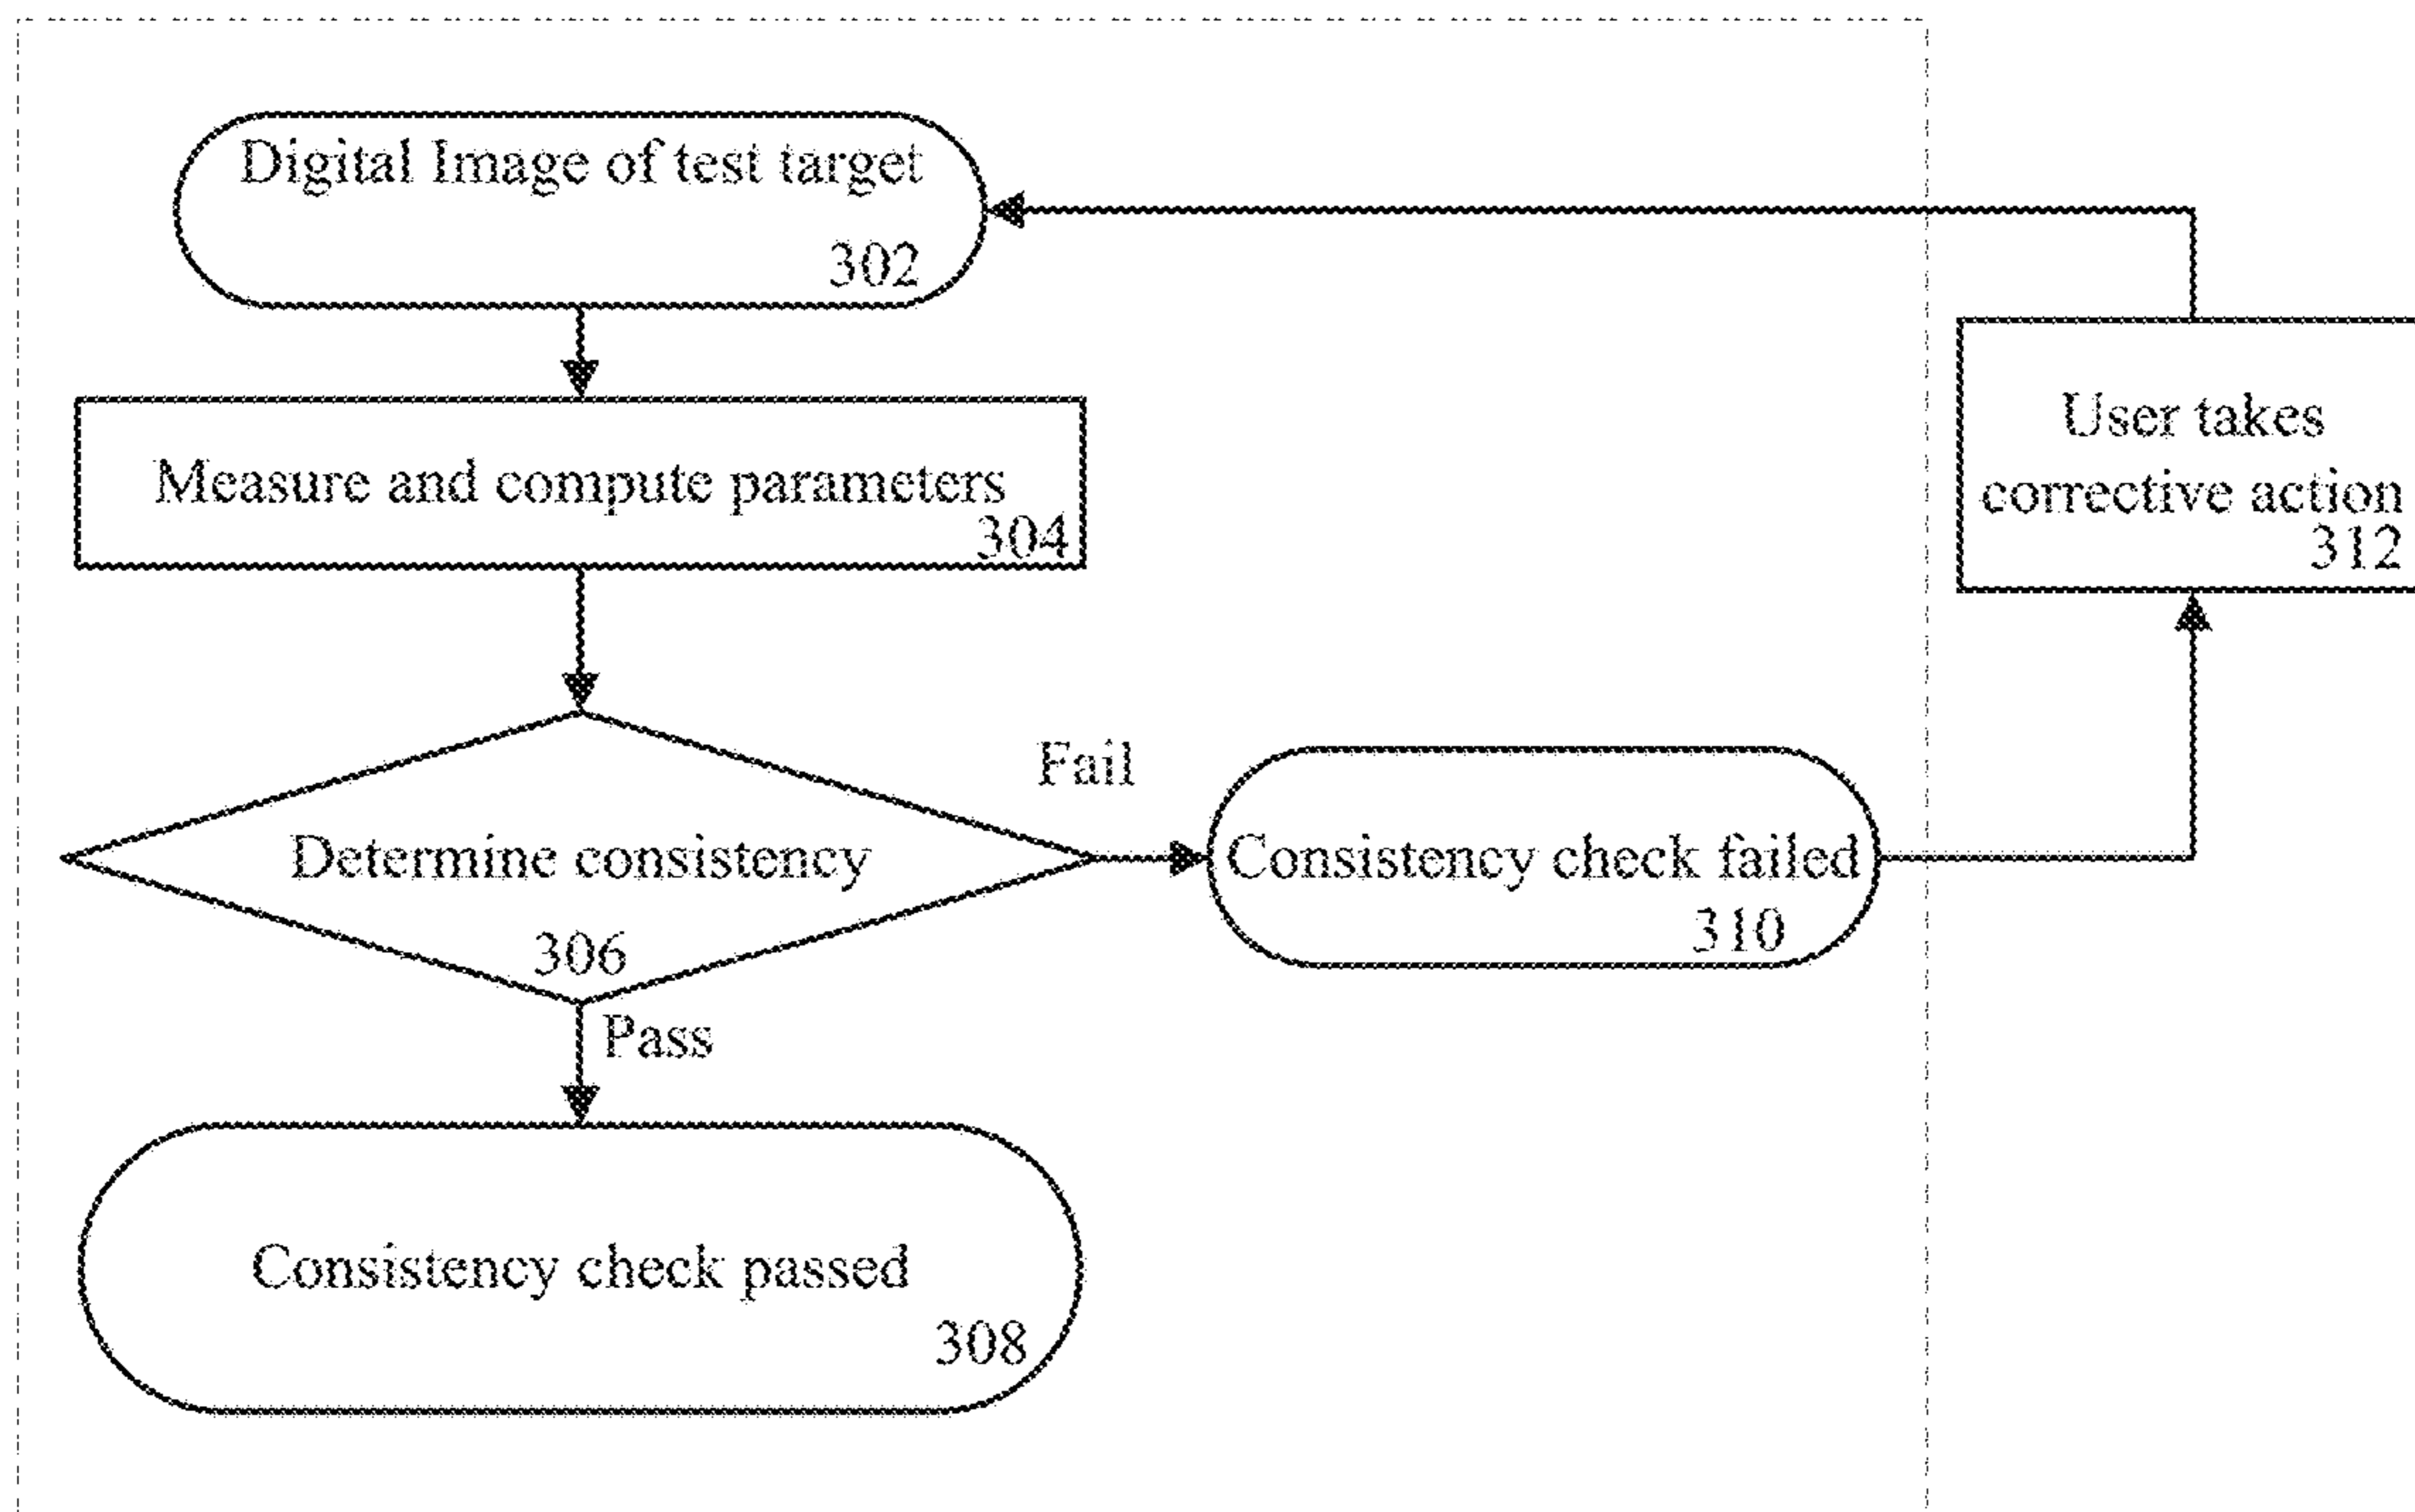 Digital Image of test target
302
Measure and compute parameters
304
User takes
corrective action
312
Fail
Determine consistency
306
Consistency check failed
310
Pass
Consistency check passed
308